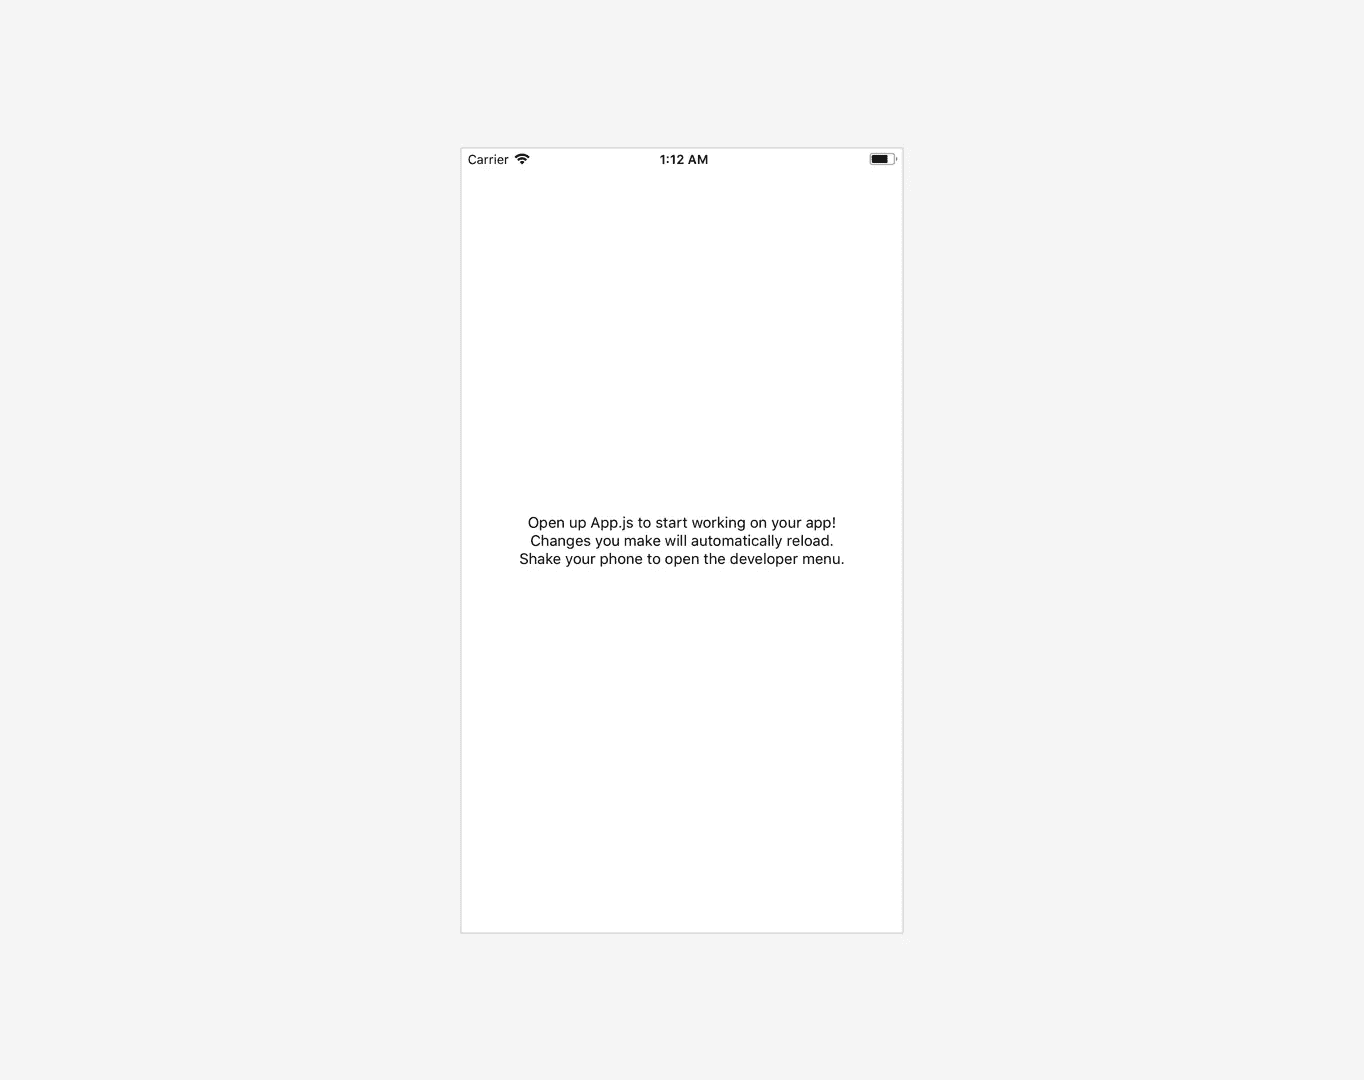 Carrier 1:12 AM
Open up App.js to start working on your app!
Changes you make will automatically reload.
Shake your phone to open the developer menu.